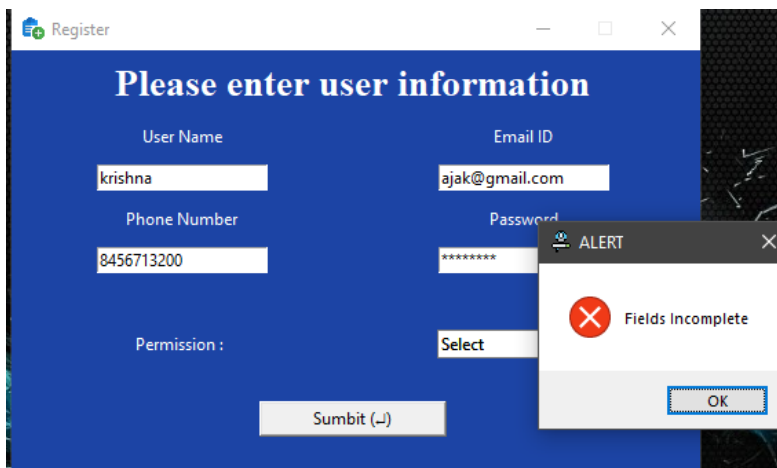 Register
Please enter user information
User Name
Email ID
krishna
ajak@gmail.com
Phone Number
Password
8456713200
********
ALERT
Fields Incomplete
Permission :
Select
OK
Sumbit (↵)